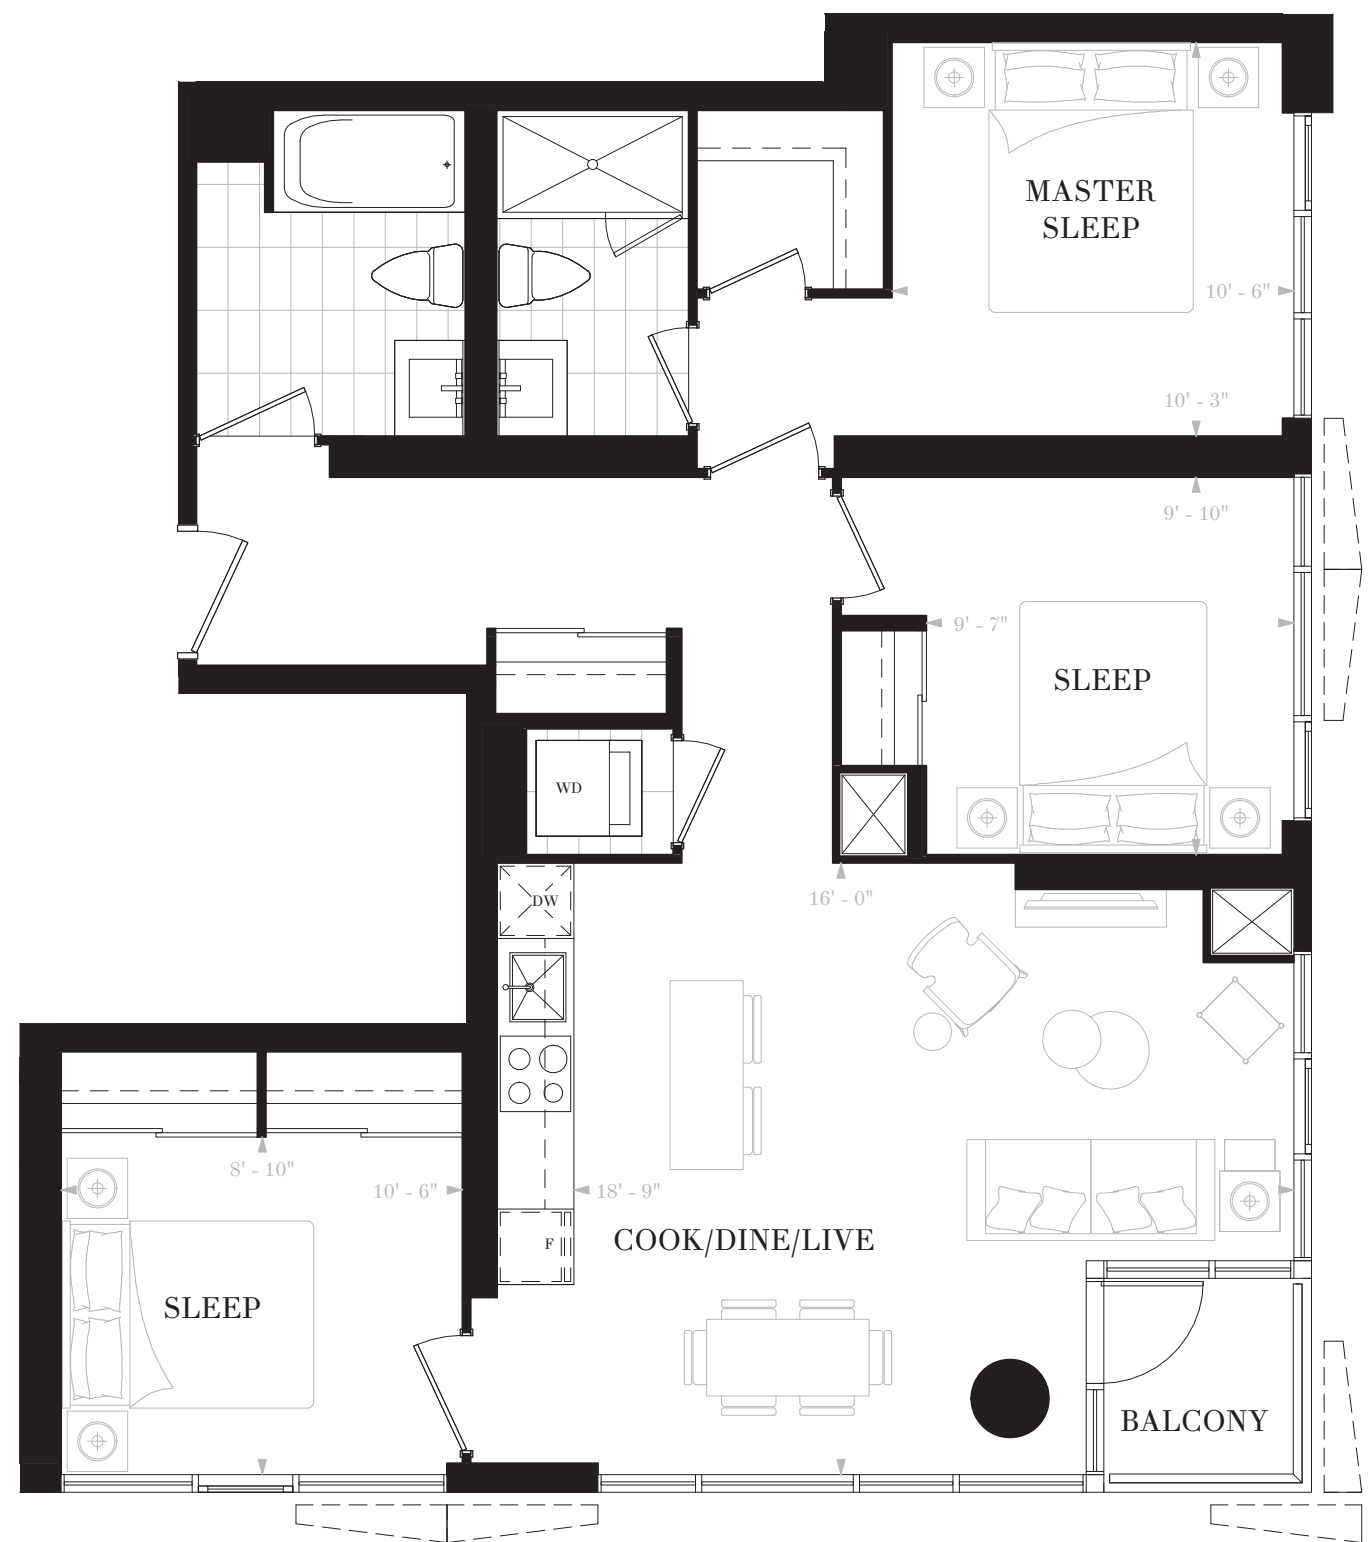 MASTER
SLEEP
10' - 6"
10' - 3"
9' - 10"
9' - 7"
SLEEP
WD
DW
16' - 0"
8' - 10"
10' - 6"
18' - 9"
COOK/DINE/LIVE
F
SLEEP
BALCONY